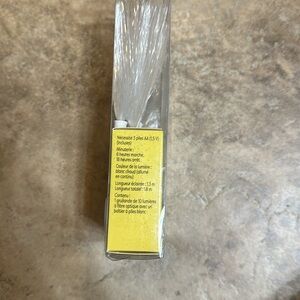 Nécessite 3 piles AA (1,5 V)
(incluses)
Minuterie :
6 heures marche,
18 heures arrêt
Couleur de la lumière :
blanc chaud (allumé
en continu)
Longueur éclairée : 1,5 m
Longueur totale : 1,8 m
Contenu :
1 guirlande de 10 lumières
à fibre optique avec un
boîtier à piles blanc